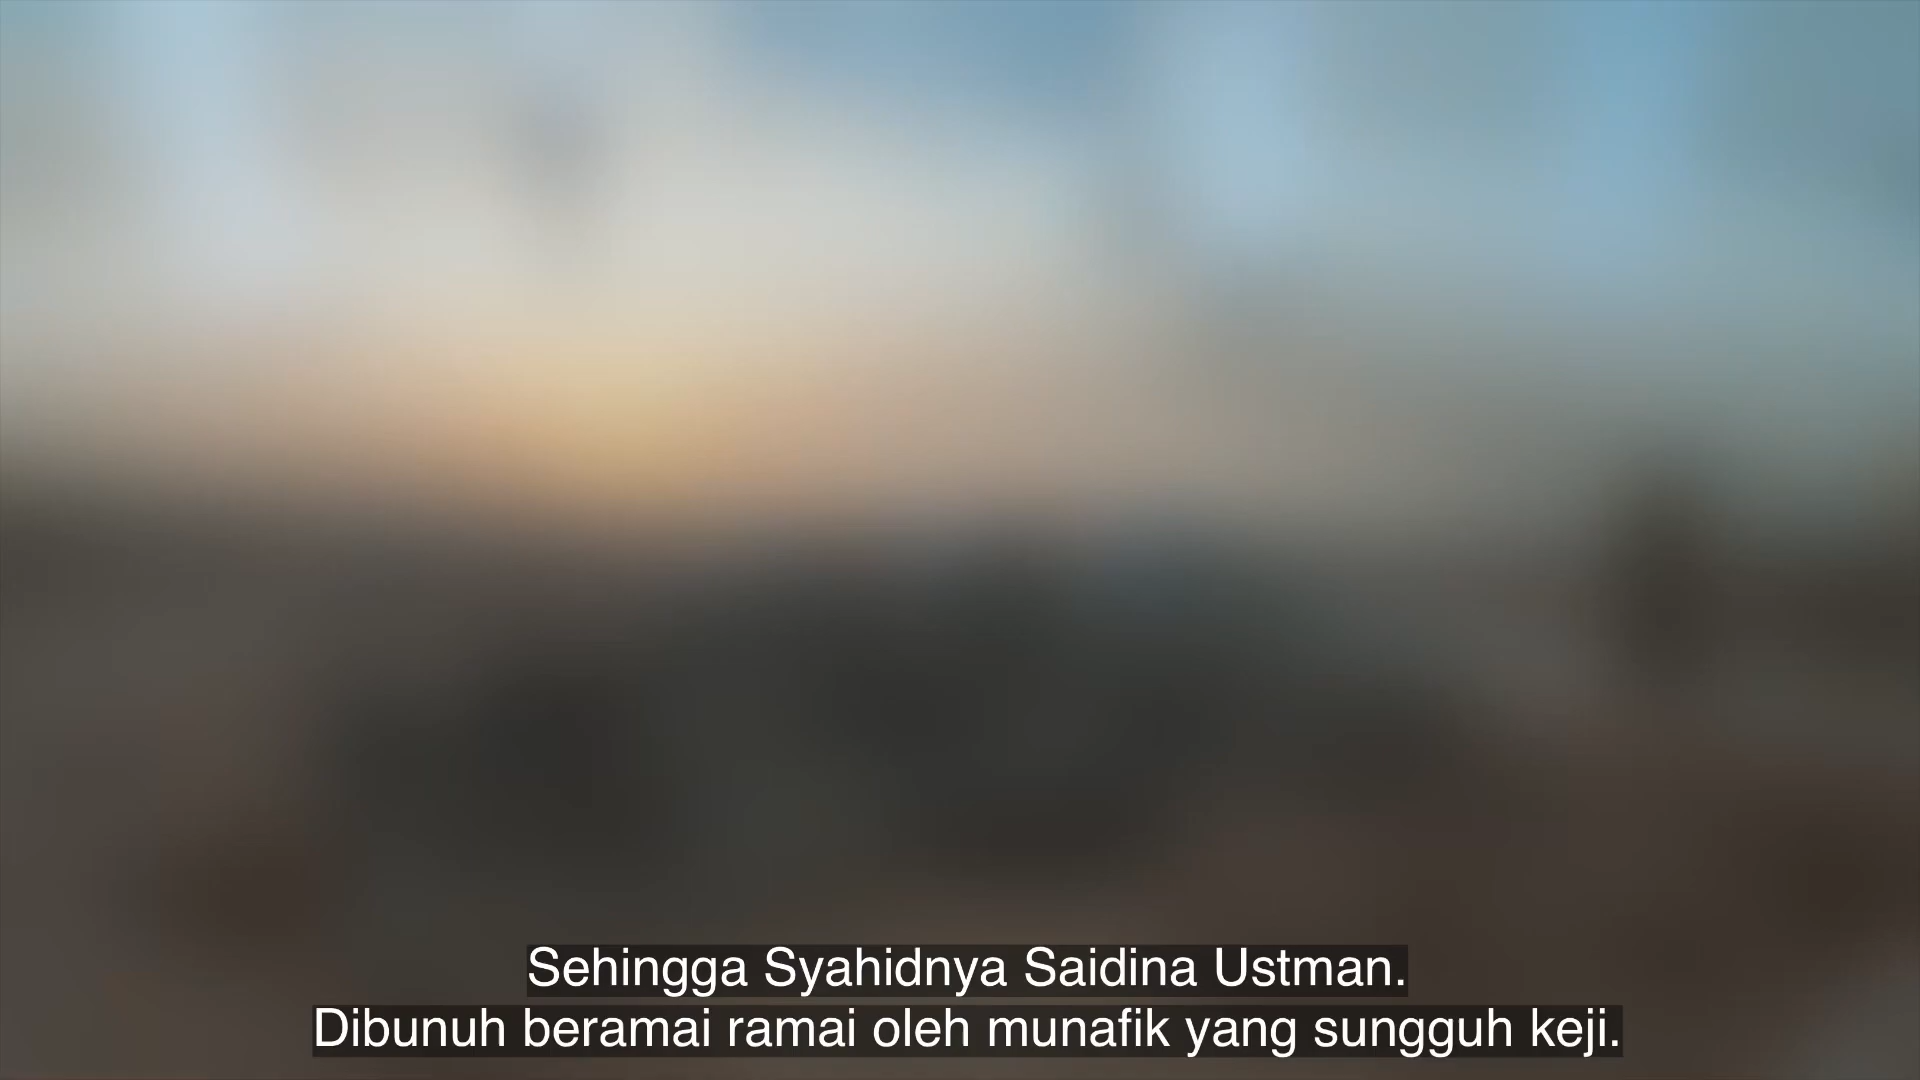 Sehingga Syahidnya Saidina Ustman.
Dibunuh beramai ramai oleh munafik yang sungguh keji.